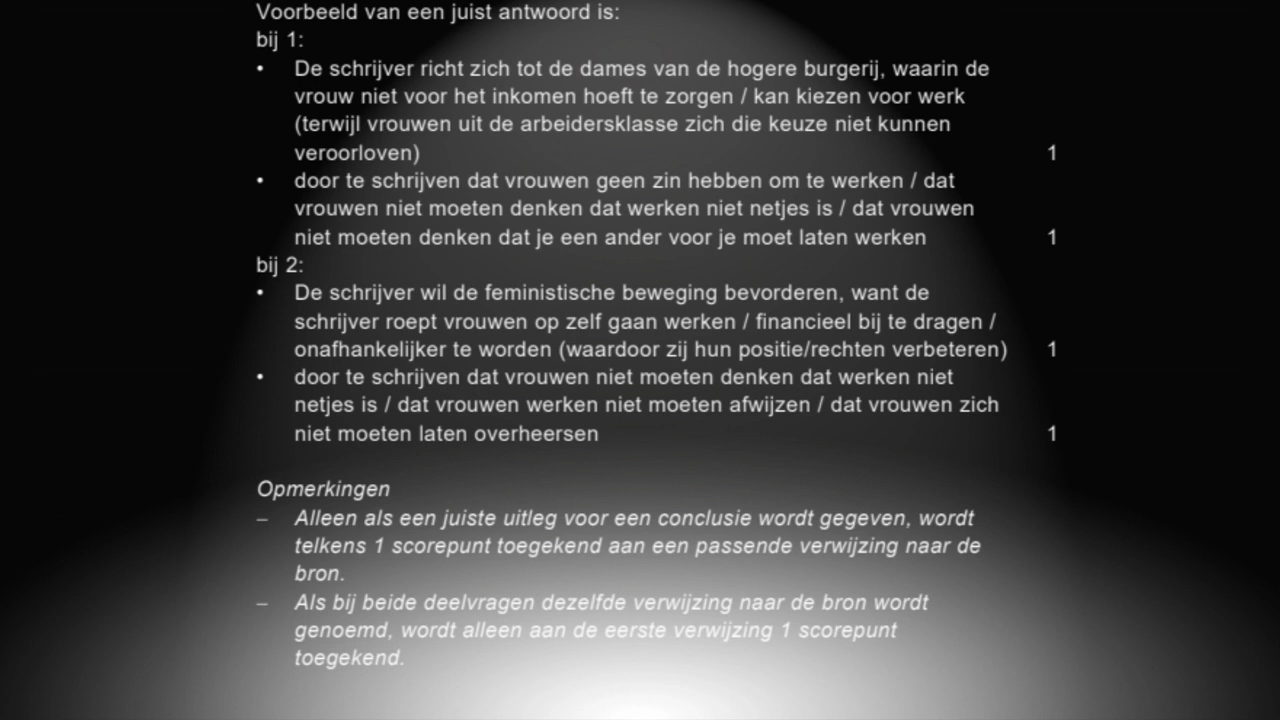 Voorbeeld van een juist antwoord is:
bij 1:
• De schrijver richt zich tot de dames van de hogere burgerij, waarin de
vrouw niet voor het inkomen hoeft te zorgen / kan kiezen voor werk
(terwijl vrouwen uit de arbeidersklasse zich die keuze niet kunnen
veroorloven) 1
• door te schrijven dat vrouwen geen zin hebben om te werken / dat
vrouwen niet moeten denken dat werken niet netjes is / dat vrouwen
niet moeten denken dat je een ander voor je moet laten werken 1
bij 2:
• De schrijver wil de feministische beweging bevorderen, want de
schrijver roept vrouwen op zelf gaan werken / financieel bij te dragen /
onafhankelijker te worden (waardoor zij hun positie/rechten verbeteren) 1
• door te schrijven dat vrouwen niet moeten denken dat werken niet
netjes is / dat vrouwen werken niet moeten afwijzen / dat vrouwen zich
niet moeten laten overheersen 1
Opmerkingen
– Alleen als een juiste uitleg voor een conclusie wordt gegeven, wordt
telkens 1 scorepunt toegekend aan een passende verwijzing naar de
bron.
– Als bij beide deelvragen dezelfde verwijzing naar de bron wordt
genoemd, wordt alleen aan de eerste verwijzing 1 scorepunt
toegekend.